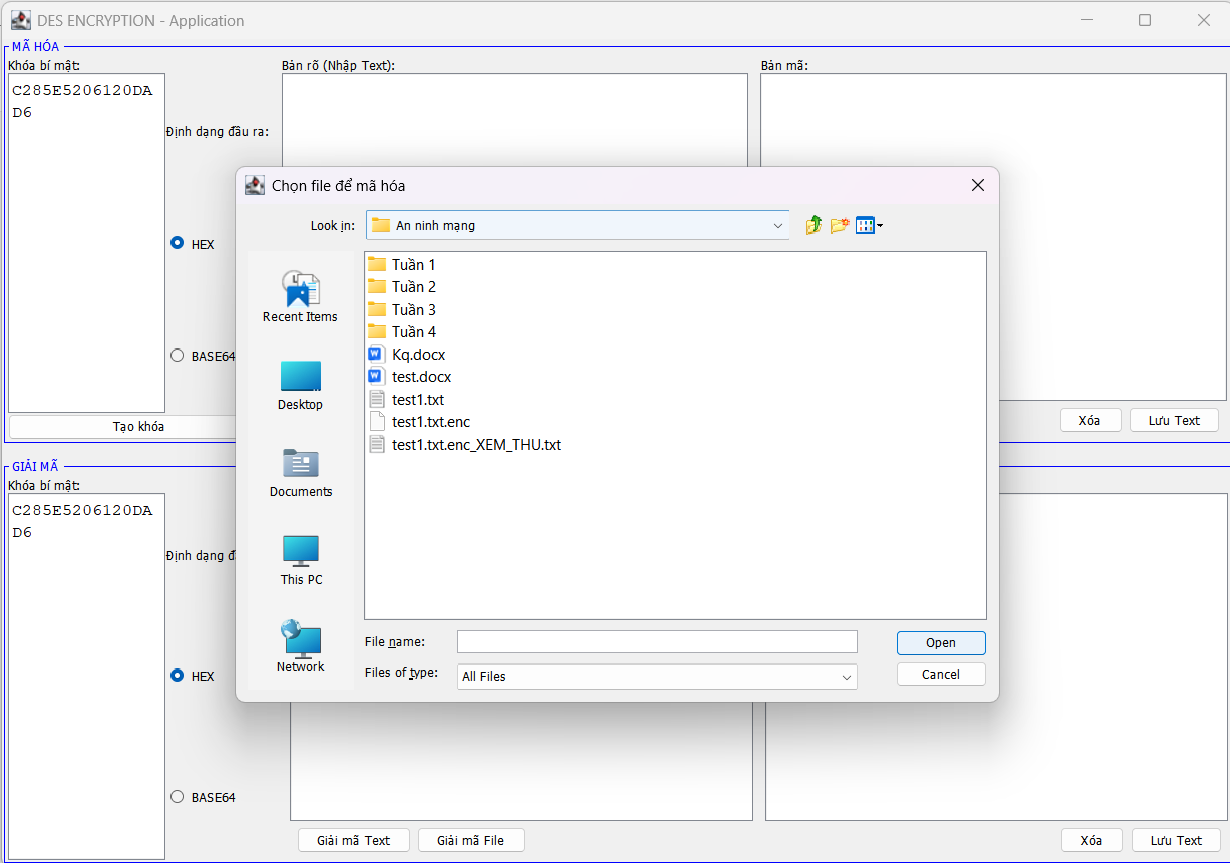 DES ENCRYPTION - Application
MÃ HÓA
Khóa bí mật:
C285E5206120DA
D6
Định dạng đầu ra:
HEX
BASE64
Tạo khóa
Bản rõ (Nhập Text):
Bản mã:
Xóa
Lưu Text
Chọn file để mã hóa
Look in:
An ninh mạng
Recent Items
Desktop
Documents
This PC
Network
Tuần 1
Tuần 2
Tuần 3
Tuần 4
Kq.docx
test.docx
test1.txt
test1.txt.enc
test1.txt.enc_XEM_THU.txt
File name:
Open
Files of type:
All Files
Cancel
GIẢI MÃ
Khóa bí mật:
C285E5206120DA
D6
Định dạng đ
HEX
BASE64
Giải mã Text
Giải mã File
Xóa
Lưu Text